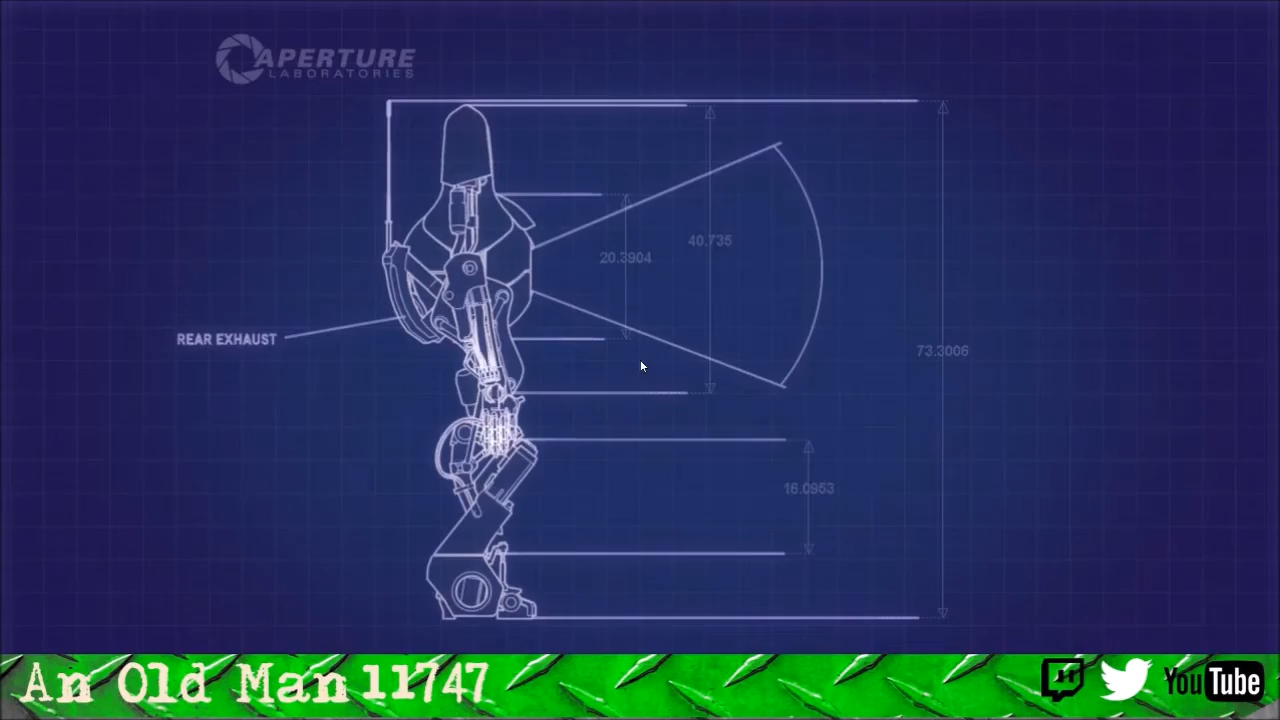 APERTURE
LABORATORIES
20.3904
40.735
REAR EXHAUST
73.3006
16.0953
An Old Man 11747
YouTube